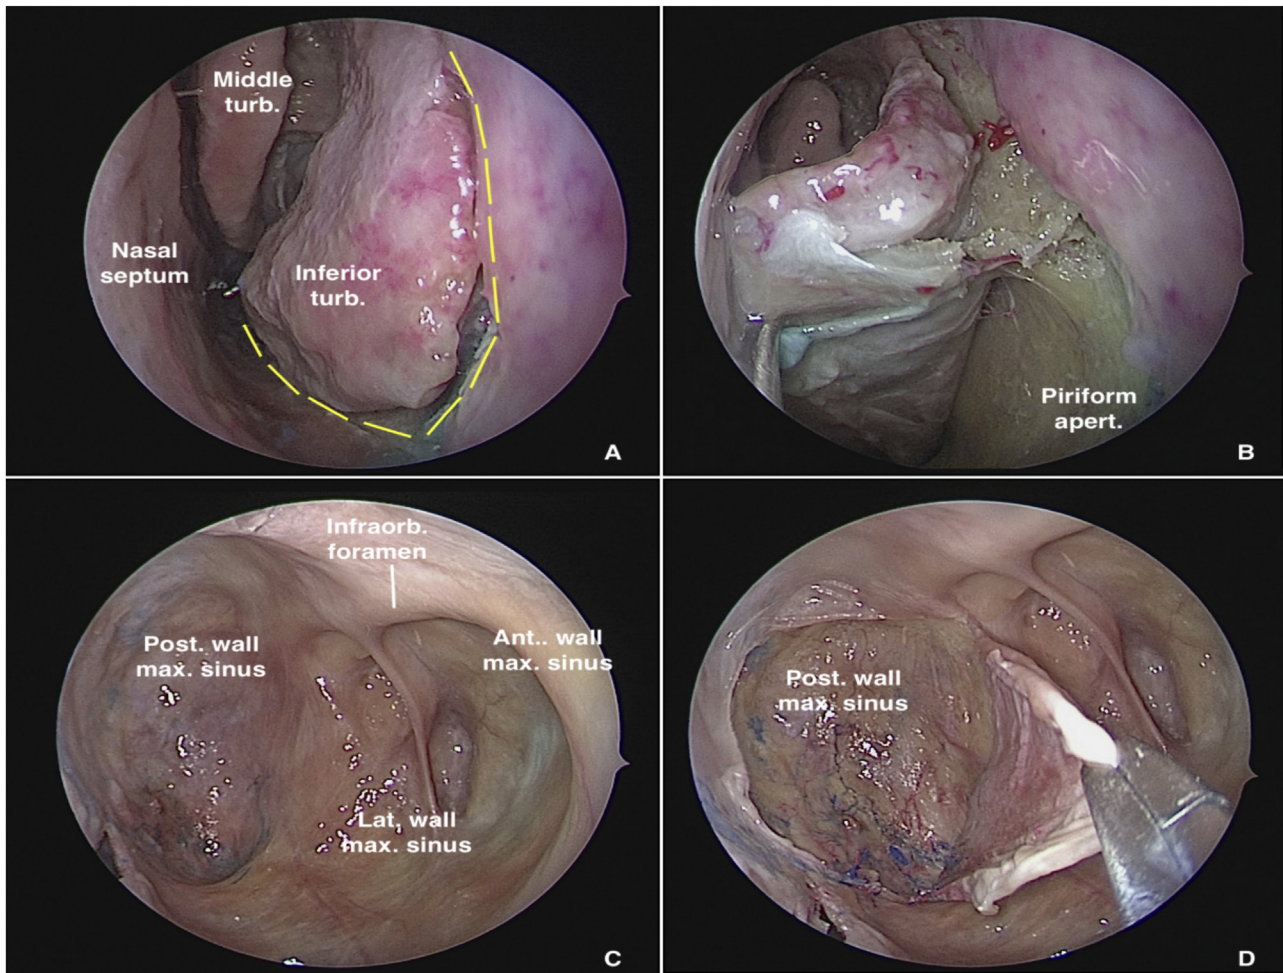 Middle
turb.
Nasal
septum
Inferior
turb.
A
Piriform
apert.
B
Infraorb.
foramen
Post. wall
max. sinus
Ant.. wall
max. sinus
Lat, wall
max. sinus
C
Post. wall
max. sinus
D